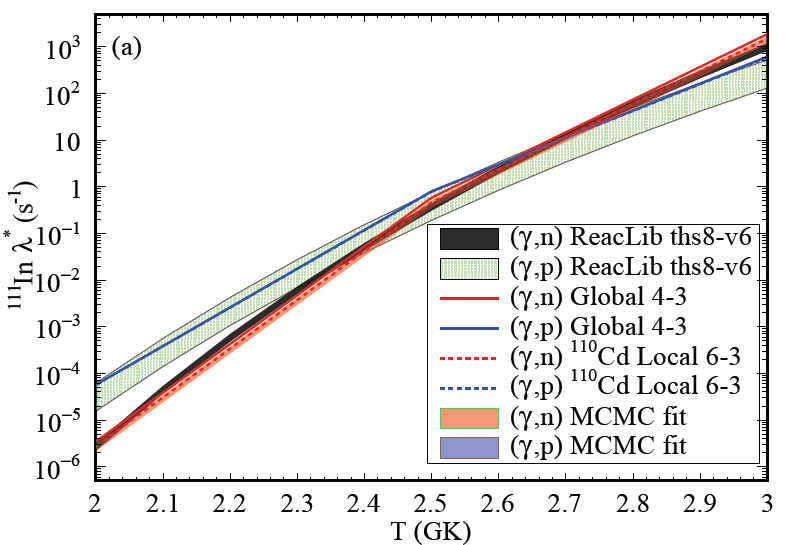 (a)
10³
10²
10
1
10⁻¹
10⁻²
10⁻³
10⁻⁴
10⁻⁵
10⁻⁶
¹¹¹In λ* (s⁻¹)
(γ,n) ReacLib ths8-v6
(γ,p) ReacLib ths8-v6
(γ,n) Global 4-3
(γ,p) Global 4-3
(γ,n) ¹¹⁰Cd Local 6-3
(γ,p) ¹¹⁰Cd Local 6-3
(γ,n) MCMC fit
(γ,p) MCMC fit
2 2.1 2.2 2.3 2.4 2.5 2.6 2.7 2.8 2.9 3
T (GK)